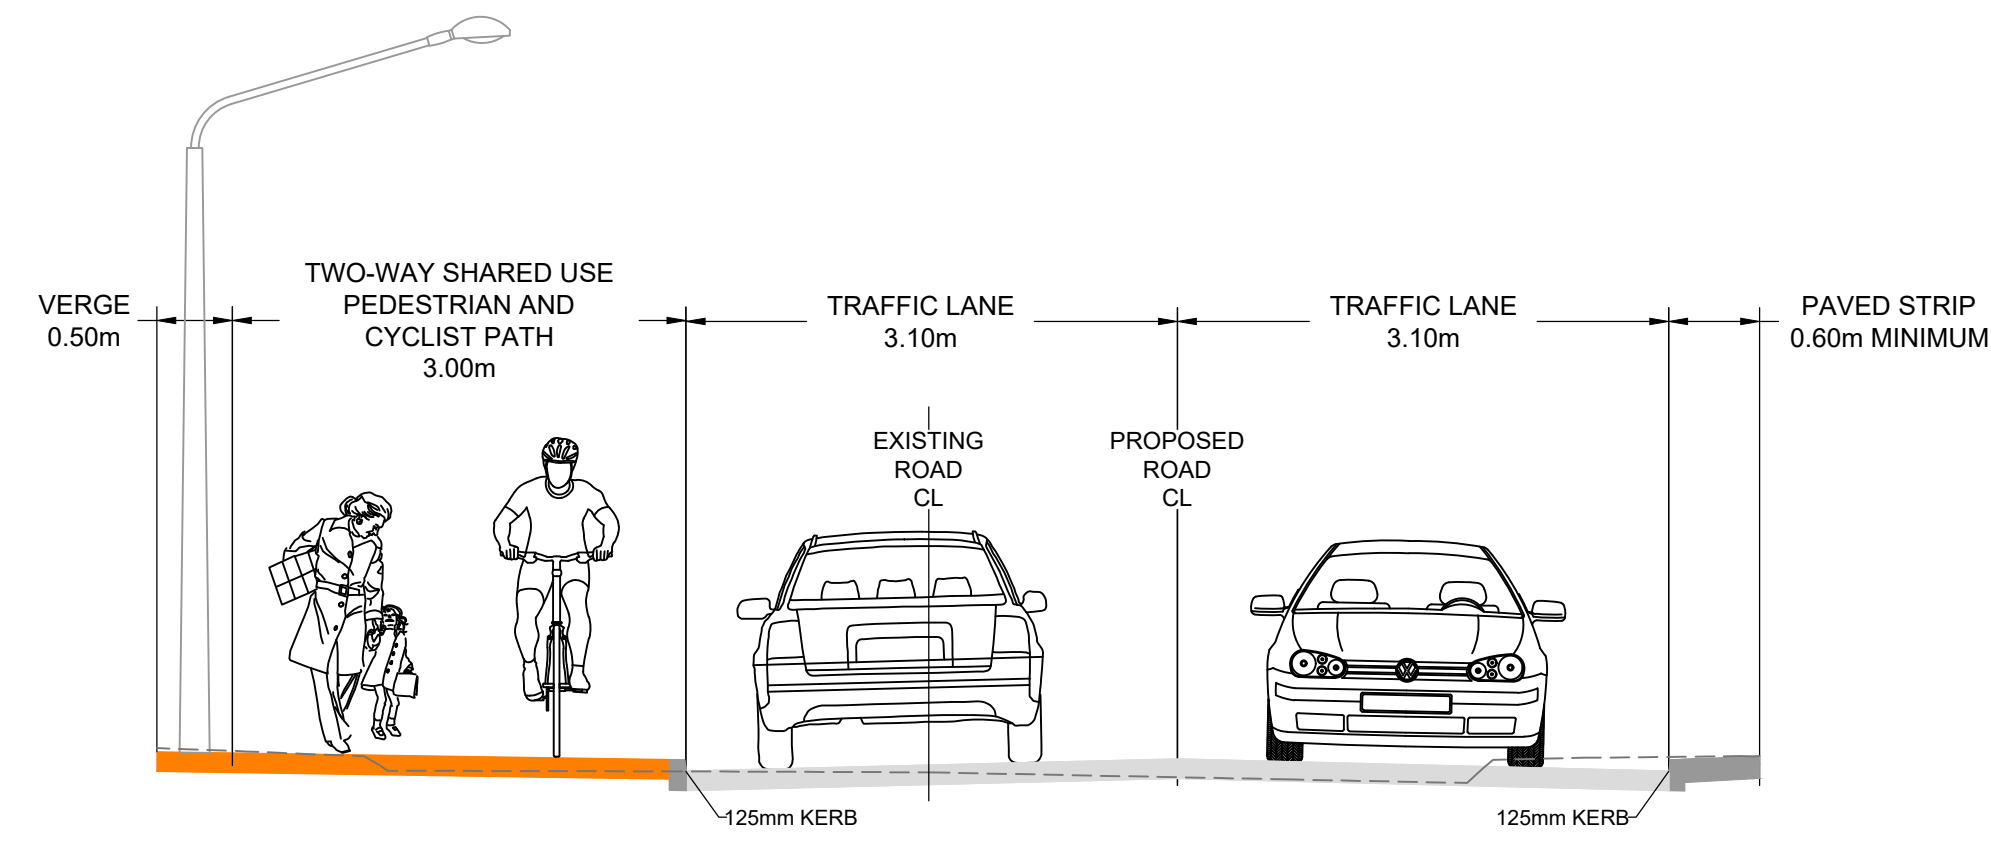 VERGE
0.50m
TWO-WAY SHARED USE
PEDESTRIAN AND
CYCLIST PATH
3.00m
TRAFFIC LANE
3.10m
TRAFFIC LANE
3.10m
PAVED STRIP
0.60m MINIMUM
EXISTING
ROAD
CL
PROPOSED
ROAD
CL
125mm KERB
125mm KERB